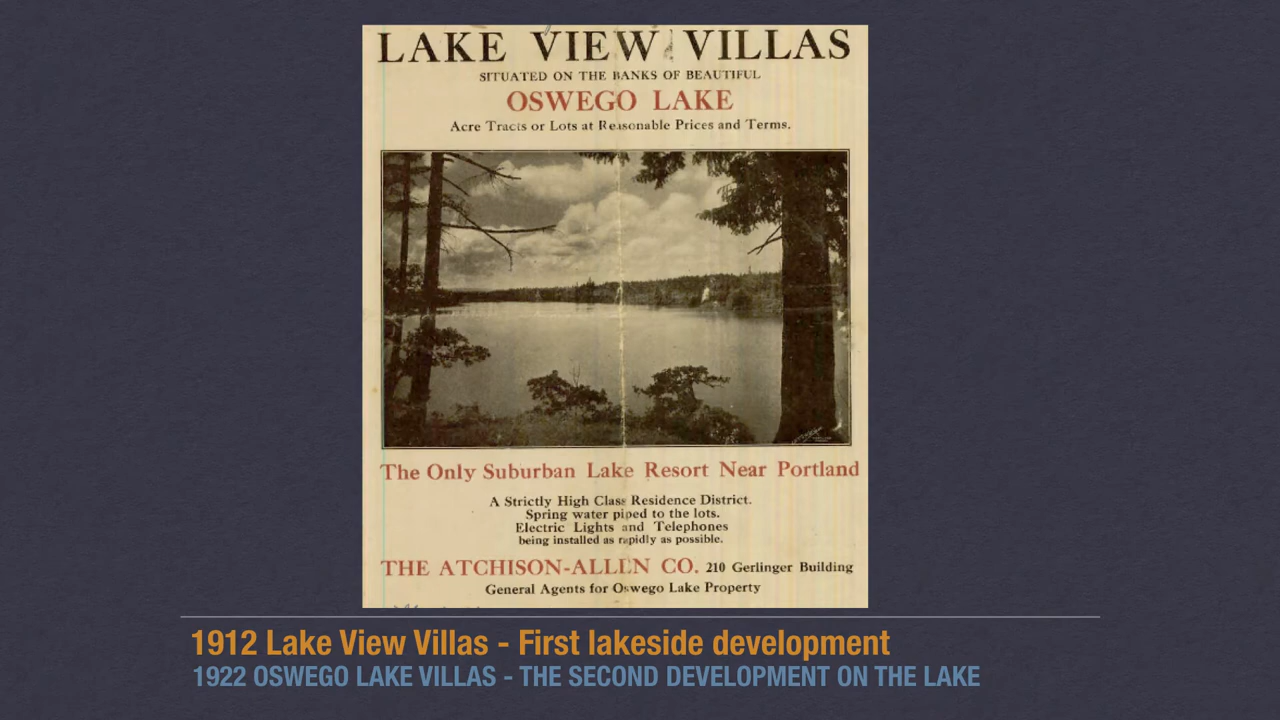 LAKE VIEW VILLAS
SITUATED ON THE BANKS OF BEAUTIFUL
OSWEGO LAKE
Acre Tracts or Lots at Reasonable Prices and Terms.
The Only Suburban Lake Resort Near Portland
A Strictly High Class Residence District.
Spring water piped to the lots.
Electric Lights and Telephones
being installed as rapidly as possible.
THE ATCHISON-ALLEN CO. 210 Gerlinger Building
General Agents for Oswego Lake Property
1912 Lake View Villas - First lakeside development
1922 OSWEGO LAKE VILLAS - THE SECOND DEVELOPMENT ON THE LAKE